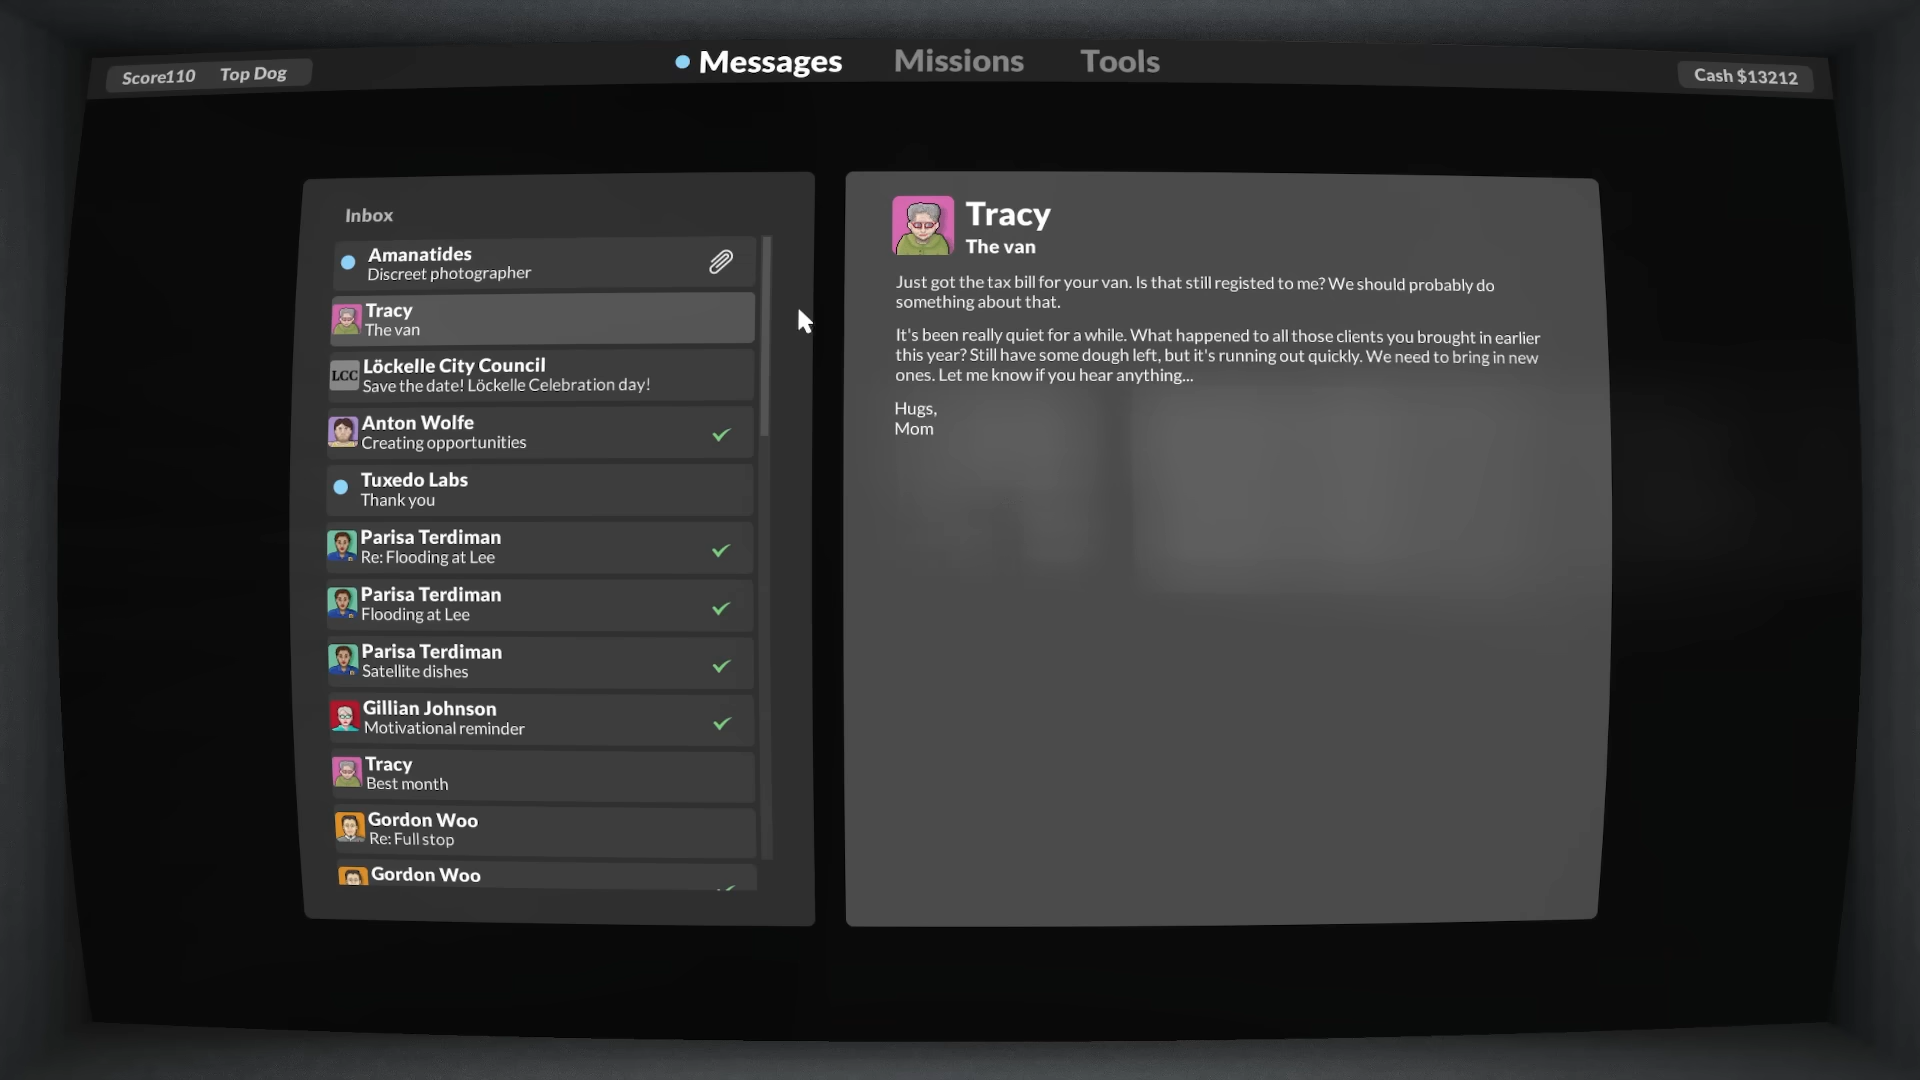 Score110 Top Dog
Messages Missions Tools
Cash $13212
Inbox
Amanatides
Discreet photographer
Tracy
The van
LCC
Löckelle City Council
Save the date! Löckelle Celebration day!
Anton Wolfe
Creating opportunities
Tuxedo Labs
Thank you
Parisa Terdiman
Re: Flooding at Lee
Parisa Terdiman
Flooding at Lee
Parisa Terdiman
Satellite dishes
Gillian Johnson
Motivational reminder
Tracy
Best month
Gordon Woo
Re: Full stop
Gordon Woo
Tracy
The van
Just got the tax bill for your van. Is that still registed to me? We should probably do
something about that.
It's been really quiet for a while. What happened to all those clients you brought in earlier
this year? Still have some dough left, but it's running out quickly. We need to bring in new
ones. Let me know if you hear anything...
Hugs,
Mom